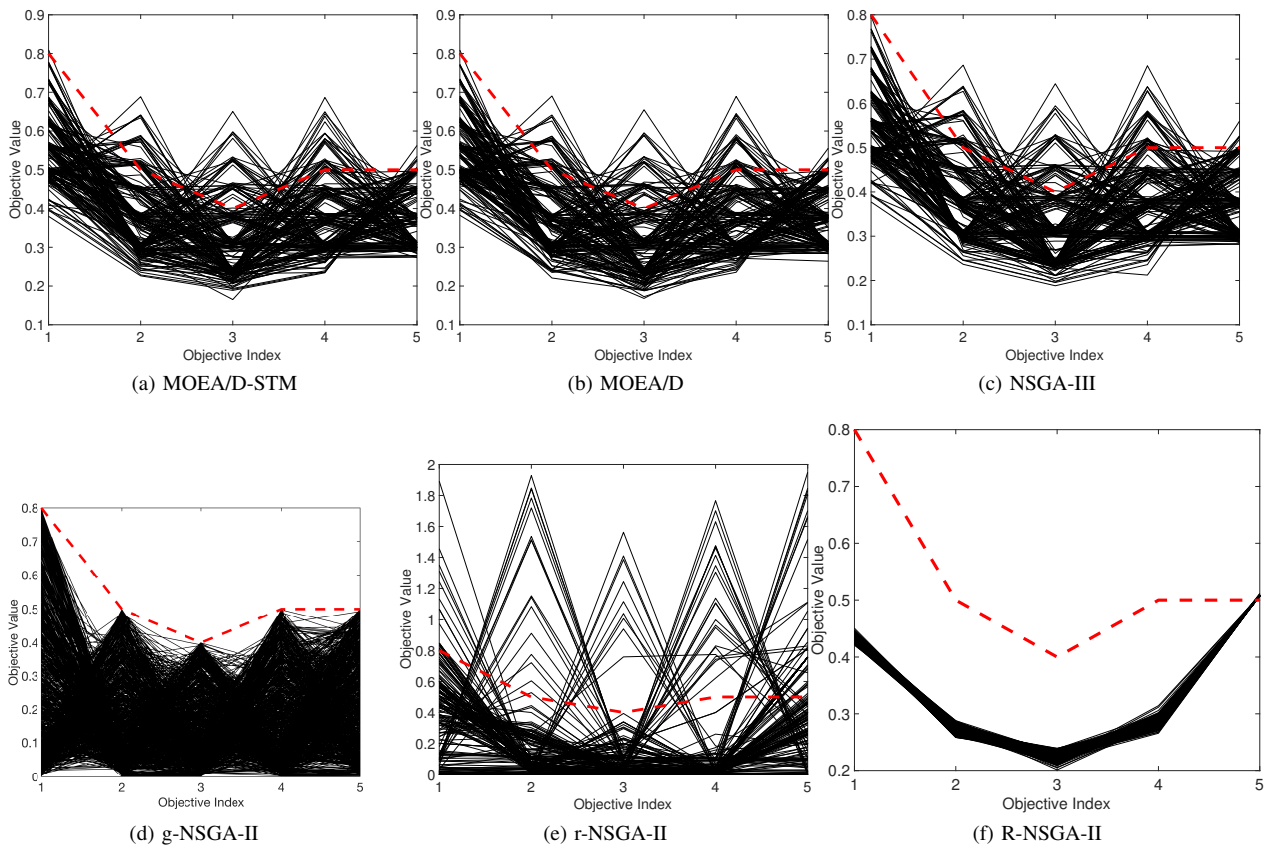 0.9
0.8
0.7
0.6
0.5
0.4
0.3
0.2
0.1
Objective Value
1 2 3 4 5
Objective Index
(a) MOEA/D-STM
0.9
0.8
0.7
0.6
0.5
0.4
0.3
0.2
0.1
Objective Value
1 2 3 4 5
Objective Index
(b) MOEA/D
0.8
0.7
0.6
0.5
0.4
0.3
0.2
0.1
Objective Value
1 2 3 4 5
Objective Index
(c) NSGA-III
0.8
0.7
0.6
0.5
0.4
0.3
0.2
0.1
0
Objective Value
1 2 3 4 5
Objective Index
(d) g-NSGA-II
2
1.8
1.6
1.4
1.2
1
0.8
0.6
0.4
0.2
0
Objective Value
1 2 3 4 5
Objective Index
(e) r-NSGA-II
0.8
0.7
0.6
0.5
0.4
0.3
0.2
Objective Value
1 2 3 4 5
Objective Index
(f) R-NSGA-II